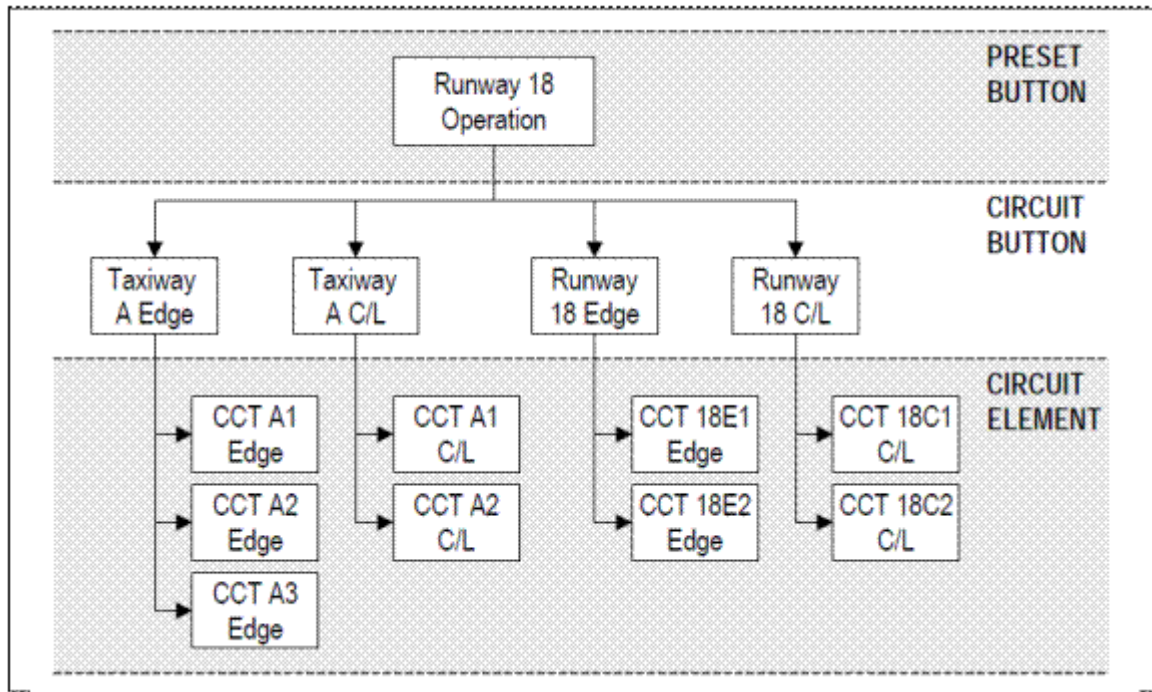 PRESET
BUTTON
Runway 18
Operation
CIRCUIT
BUTTON
Taxiway
A Edge
Taxiway
A C/L
Runway
18 Edge
Runway
18 C/L
CIRCUIT
ELEMENT
CCT A1
Edge
CCT A1
C/L
CCT 18E1
Edge
CCT 18C1
C/L
CCT A2
Edge
CCT A2
C/L
CCT 18E2
Edge
CCT 18C2
C/L
CCT A3
Edge